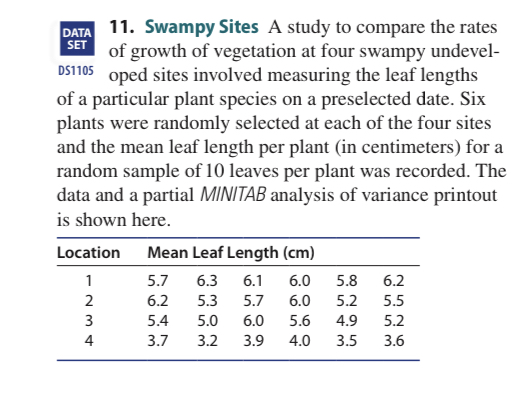 DATA
SET
DS1105
11. Swampy Sites A study to compare the rates
of growth of vegetation at four swampy undevel-
oped sites involved measuring the leaf lengths
of a particular plant species on a preselected date. Six
plants were randomly selected at each of the four sites
and the mean leaf length per plant (in centimeters) for a
random sample of 10 leaves per plant was recorded. The
data and a partial MINITAB analysis of variance printout
is shown here.
Location Mean Leaf Length (cm)
1 5.7 6.3 6.1 6.0 5.8 6.2
2 6.2 5.3 5.7 6.0 5.2 5.5
3 5.4 5.0 6.0 5.6 4.9 5.2
4 3.7 3.2 3.9 4.0 3.5 3.6